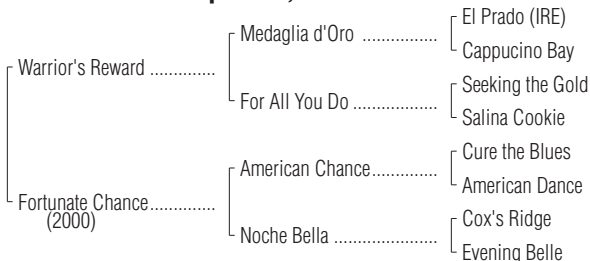 El Prado (IRE)
Medaglia d'Oro ................
Cappucino Bay
Warrior's Reward ..............
Seeking the Gold
For All You Do ..................
Salina Cookie
Cure the Blues
American Chance..............
American Dance
Fortunate Chance..............
(2000)
Cox's Ridge
Noche Bella ......................
Evening Belle